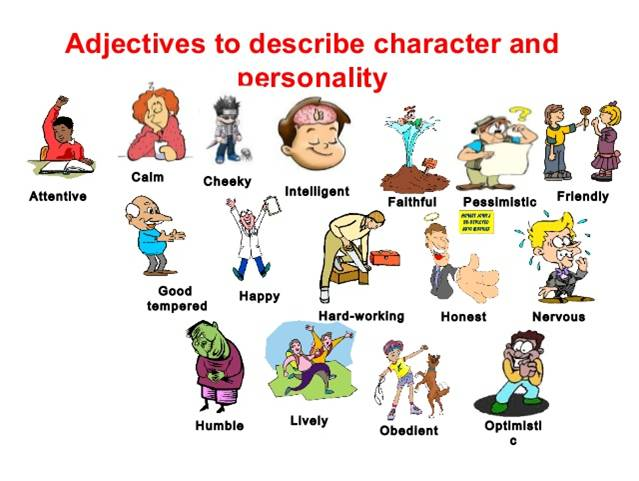 Adjectives to describe character and
personality
Attentive
Calm
Cheeky
Intelligent
Faithful
Pessimistic
Friendly
Good
tempered
Happy
Hard-working
Honest
Nervous
Humble
Lively
Obedient
Optimisti
c